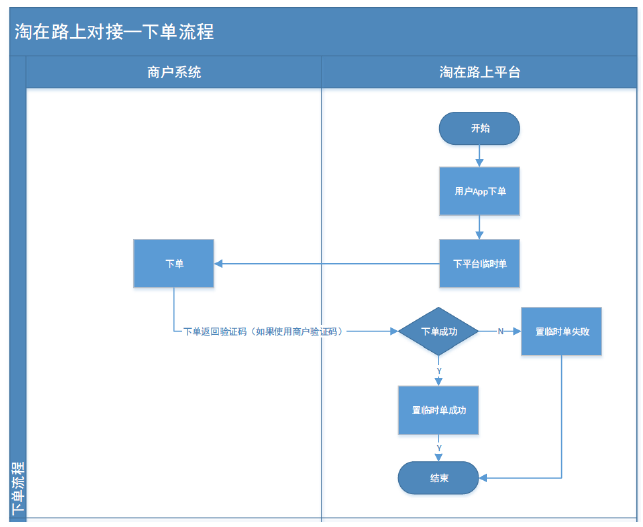 淘在路上对接一下单流程
商户系统
淘在路上平台
开始
用户App下单
下单
下平台临时单
下单返回验证码（如果使用商户验证码）
下单成功
N
置临时单失败
Y
置临时单成功
Y
结束
下单流程